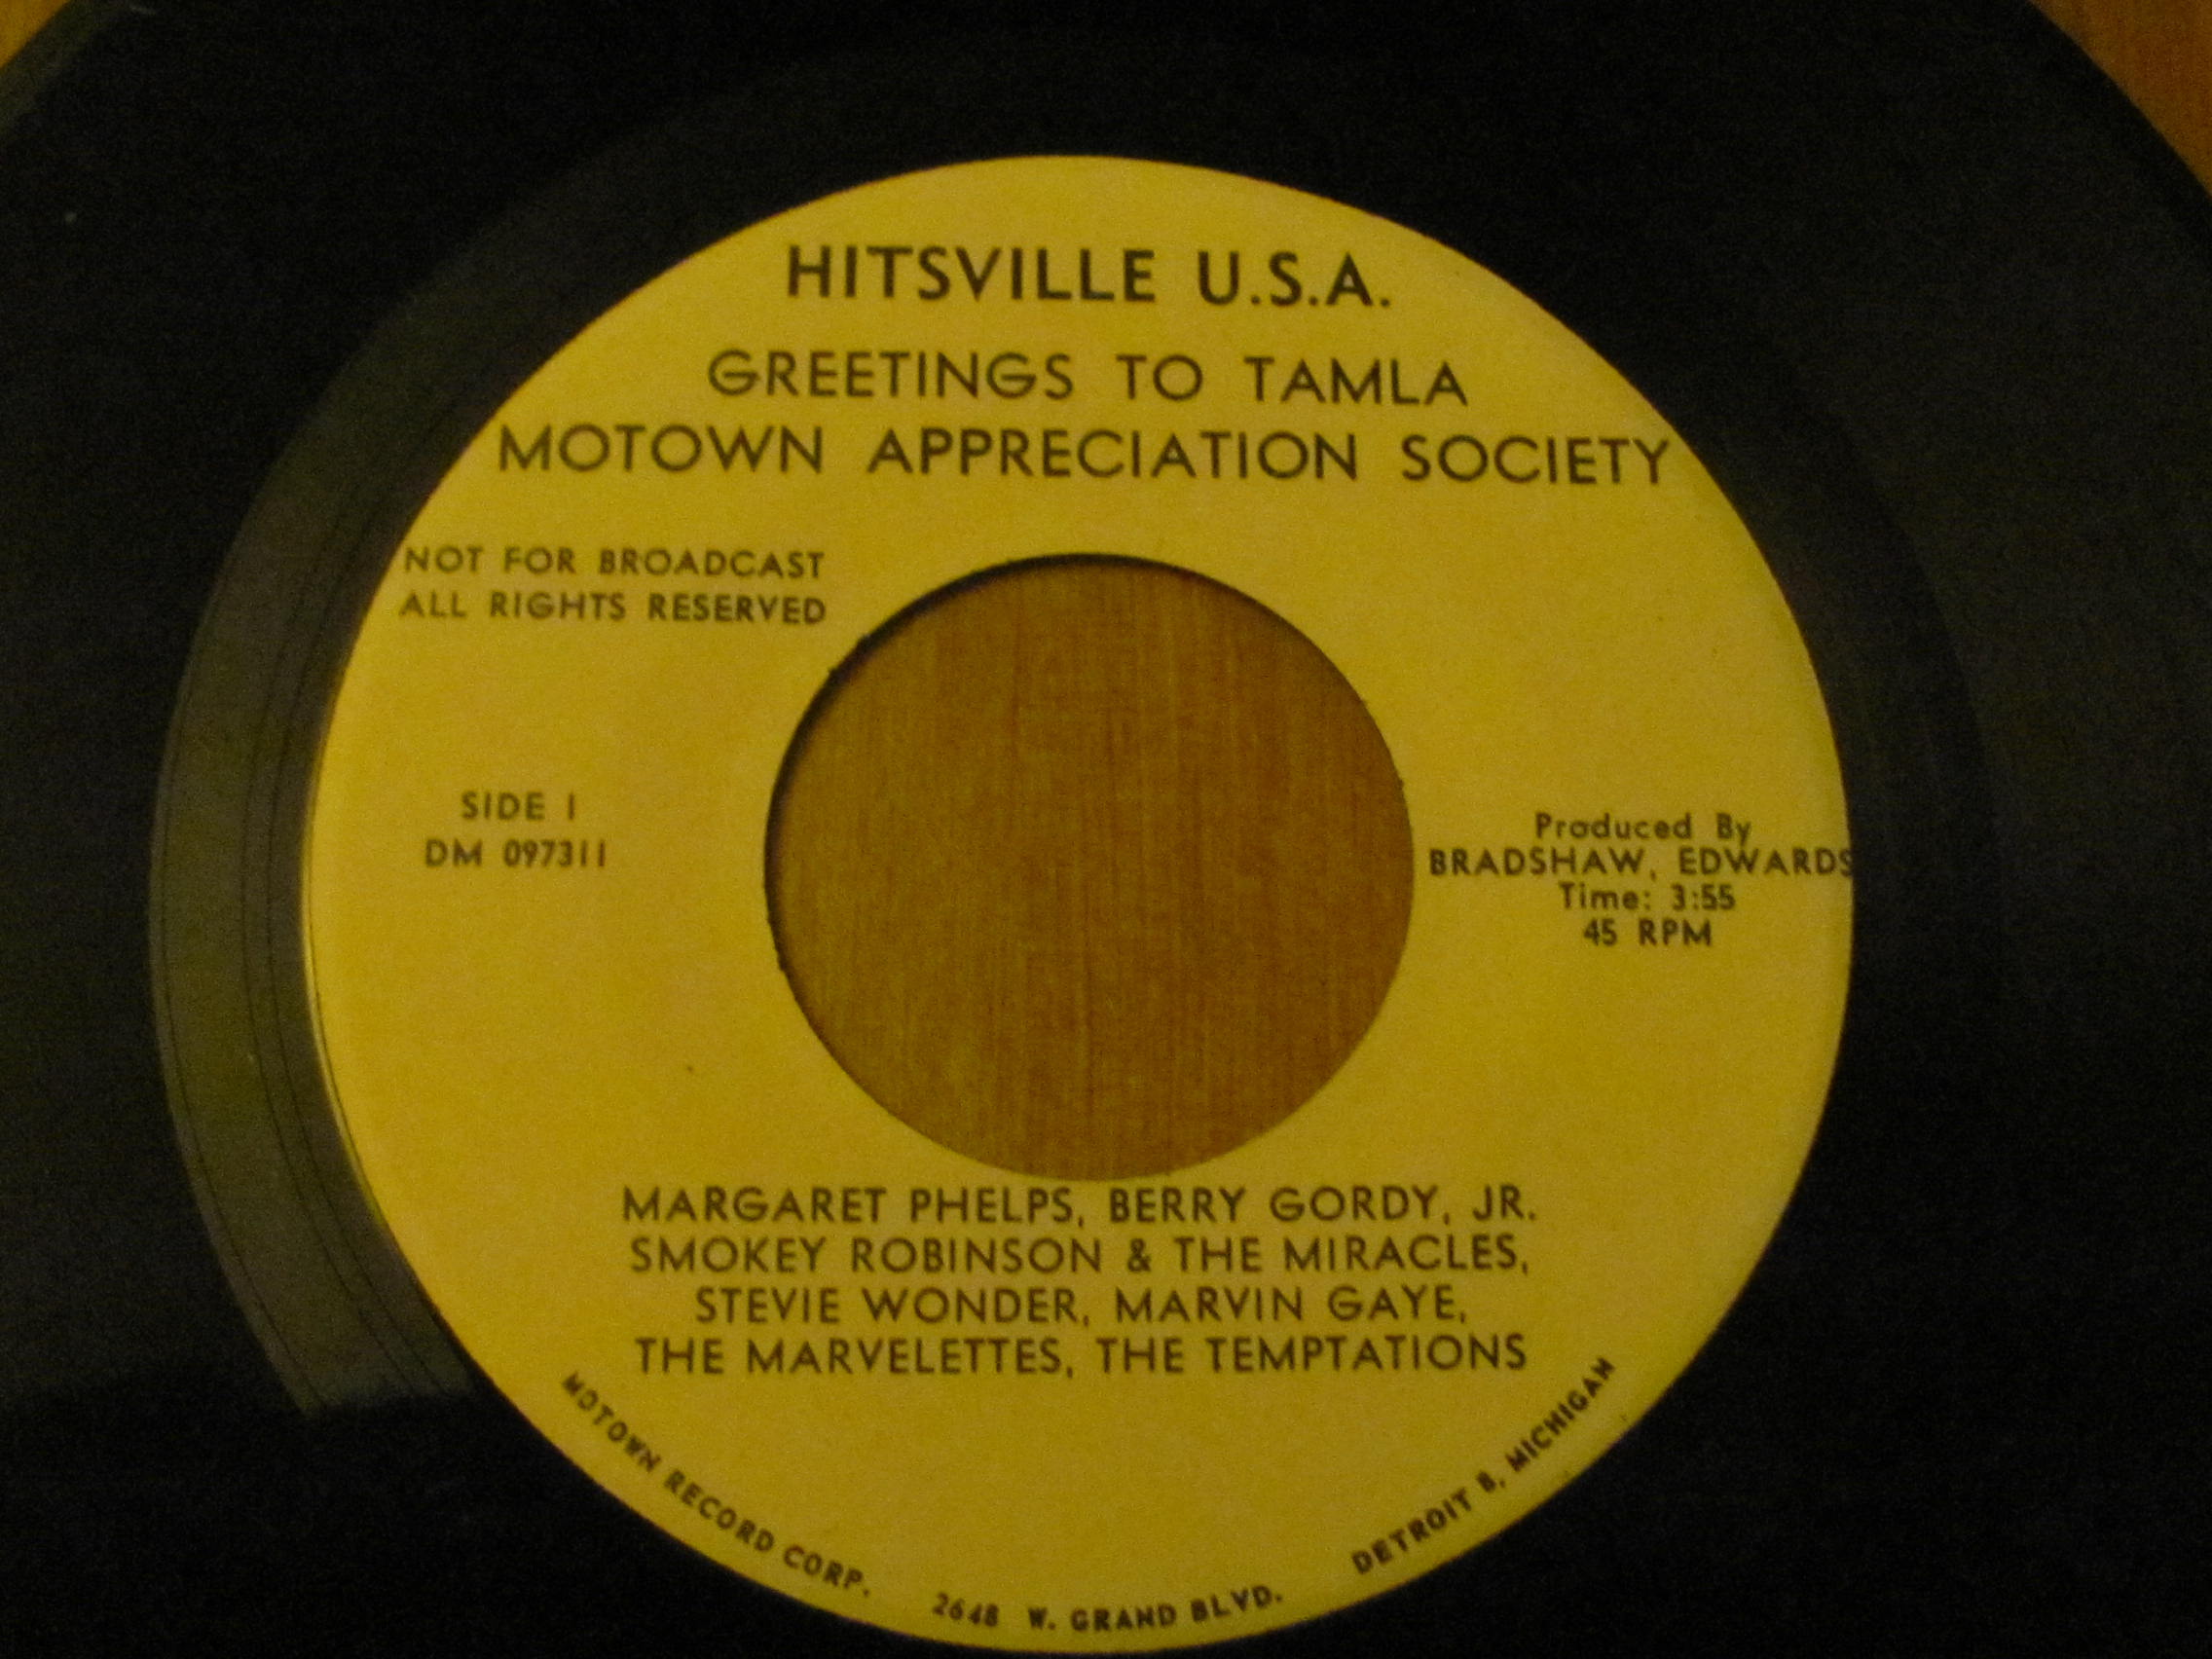 HITSVILLE U.S.A.
GREETINGS TO TAMLA
MOTOWN APPRECIATION SOCIETY
NOT FOR BROADCAST
ALL RIGHTS RESERVED
SIDE 1
DM 097311
Produced By
BRADSHAW, EDWARDS
Time: 3:55
45 RPM
MARGARET PHELPS, BERRY GORDY, JR.
SMOKEY ROBINSON & THE MIRACLES,
STEVIE WONDER, MARVIN GAYE,
THE MARVELETTES, THE TEMPTATIONS
MOTOWN RECORD CORP. 2648 W. GRAND BLVD. DETROIT 8, MICHIGAN